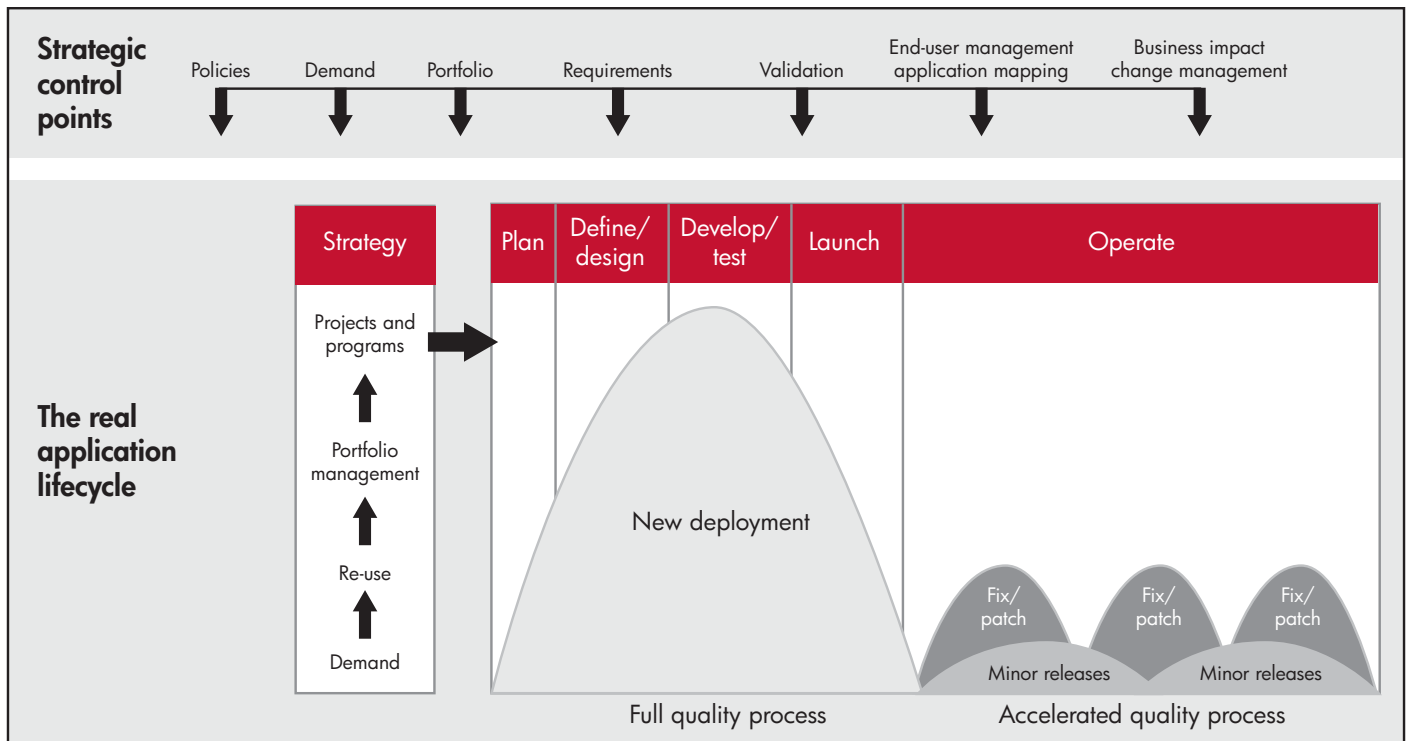 Strategic
control
points
Policies
Demand
Portfolio
Requirements
Validation
End-user management
application mapping
Business impact
change management
The real
application
lifecycle
Strategy
Projects and
programs
Portfolio
management
Re-use
Demand
Plan
Define/
design
Develop/
test
Launch
Operate
New deployment
Fix/
patch
Fix/
patch
Fix/
patch
Minor releases
Minor releases
Full quality process
Accelerated quality process